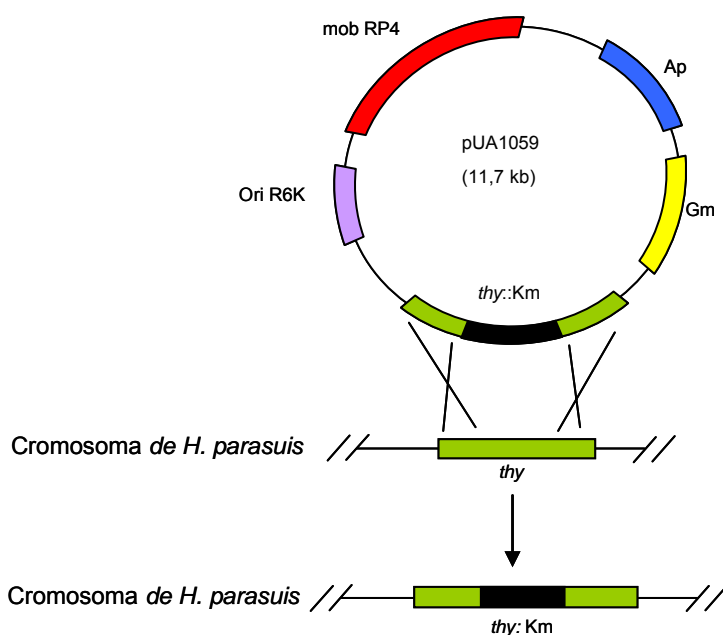 mob RP4
Ap
pUA1059
(11,7 kb)
Ori R6K
Gm
thy::Km
Cromosoma de H. parasuis
thy
Cromosoma de H. parasuis
thy: Km